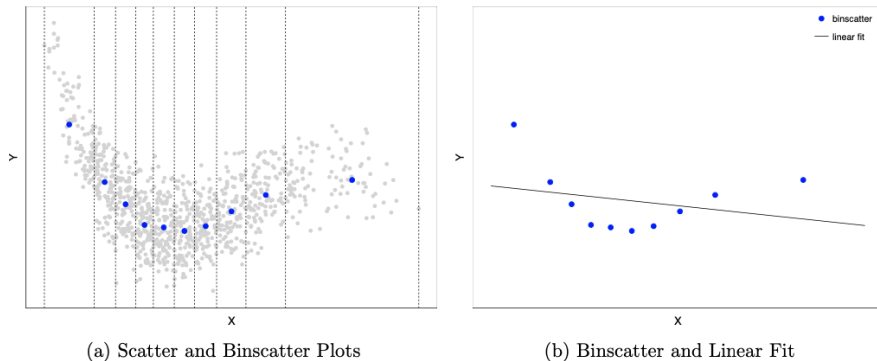 Y
X
(a) Scatter and Binscatter Plots
binscatter
linear fit
Y
X
(b) Binscatter and Linear Fit